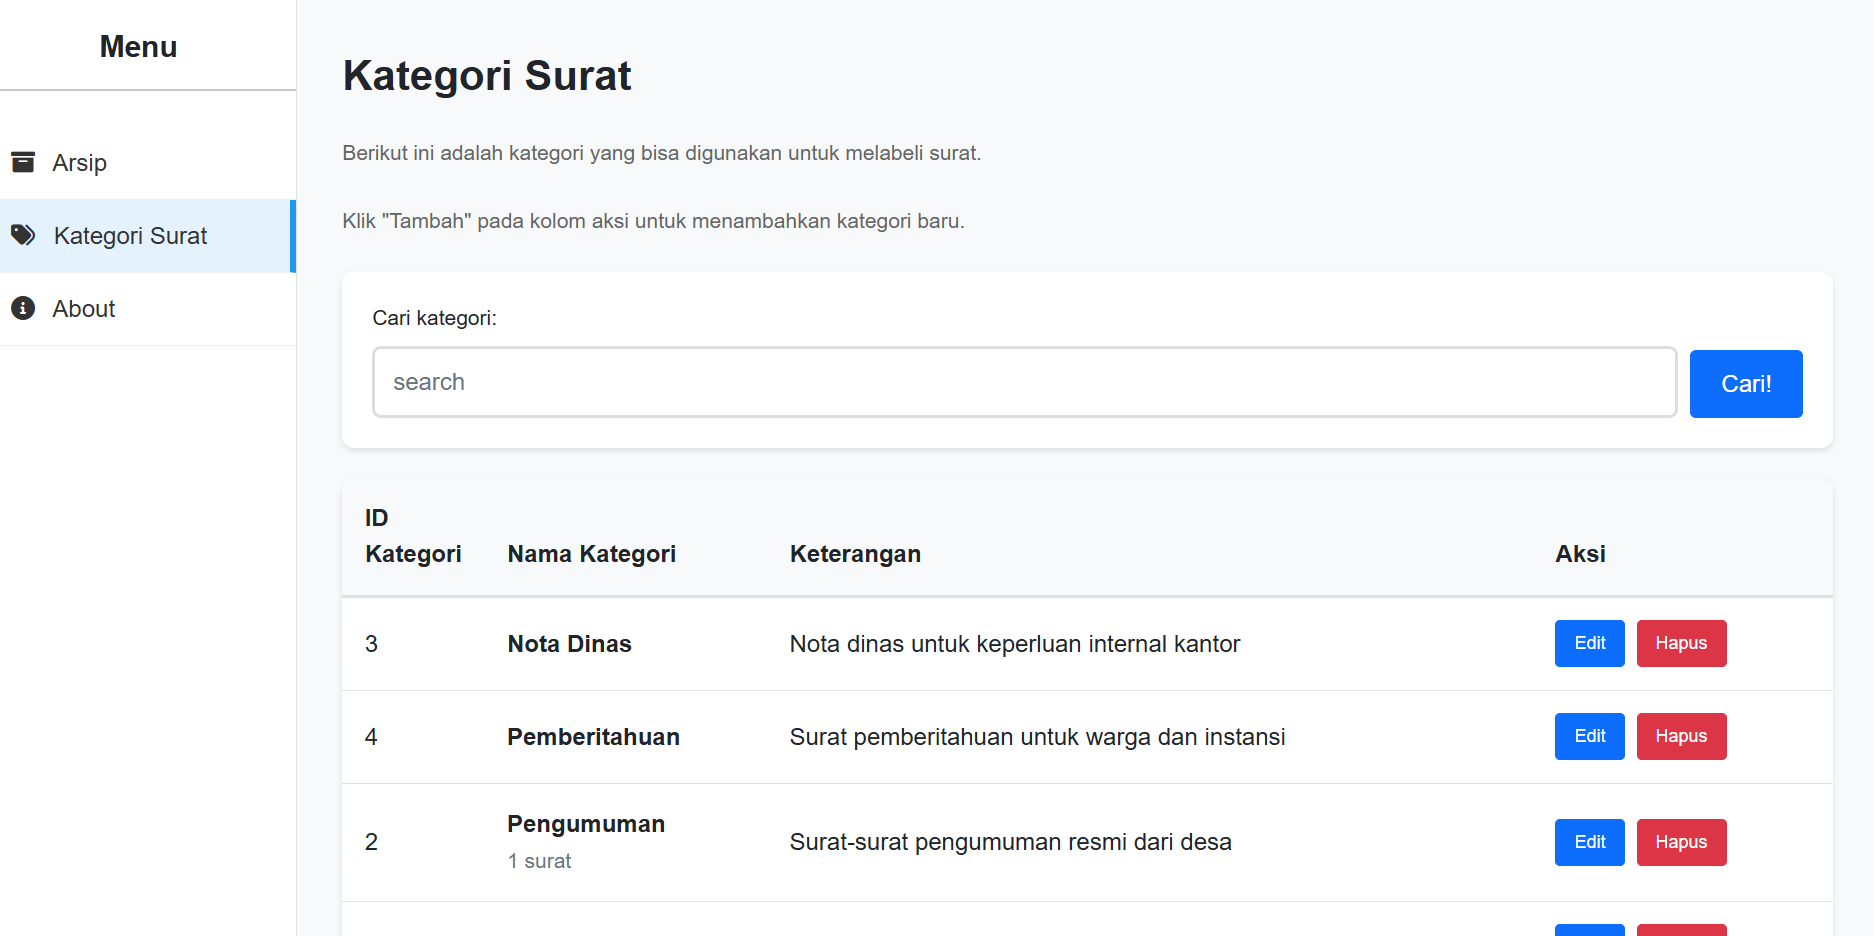 Menu
Arsip
Kategori Surat
About
Kategori Surat
Berikut ini adalah kategori yang bisa digunakan untuk melabeli surat.
Klik "Tambah" pada kolom aksi untuk menambahkan kategori baru.
Cari kategori:
search
Cari!
ID
Kategori Nama Kategori Keterangan Aksi
3 Nota Dinas Nota dinas untuk keperluan internal kantor Edit Hapus
4 Pemberitahuan Surat pemberitahuan untuk warga dan instansi Edit Hapus
2 Pengumuman Surat-surat pengumuman resmi dari desa Edit Hapus
1 surat